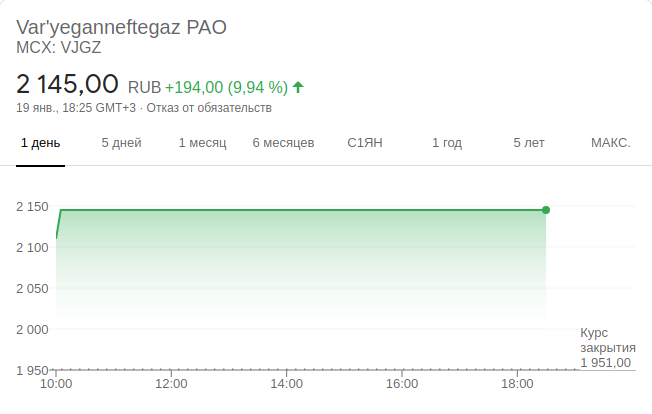 Var'yeganneftegaz PAO
MCX: VJGZ
2 145,00 RUB +194,00 (9,94 %)
19 янв., 18:25 GMT+3 · Отказ от обязательств
1 день 5 дней 1 месяц 6 месяцев С1ЯН 1 год 5 лет МАКС.
2 150
2 100
2 050
2 000
Курс
закрытия
1 951,00
1 950
10:00 12:00 14:00 16:00 18:00